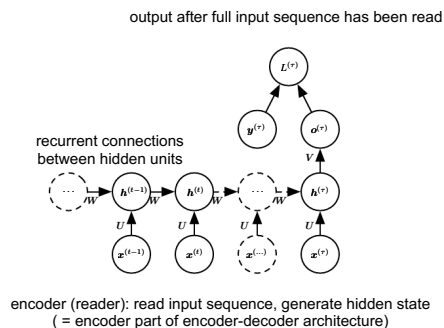 output after full input sequence has been read
L^(τ)
y^(τ) o^(τ)
recurrent connections
between hidden units
V
... W h^(t−1) W h^(t) W ... W h^(τ)
U U U U
x^(t−1) x^(t) x^(...) x^(τ)
encoder (reader): read input sequence, generate hidden state
( = encoder part of encoder-decoder architecture)